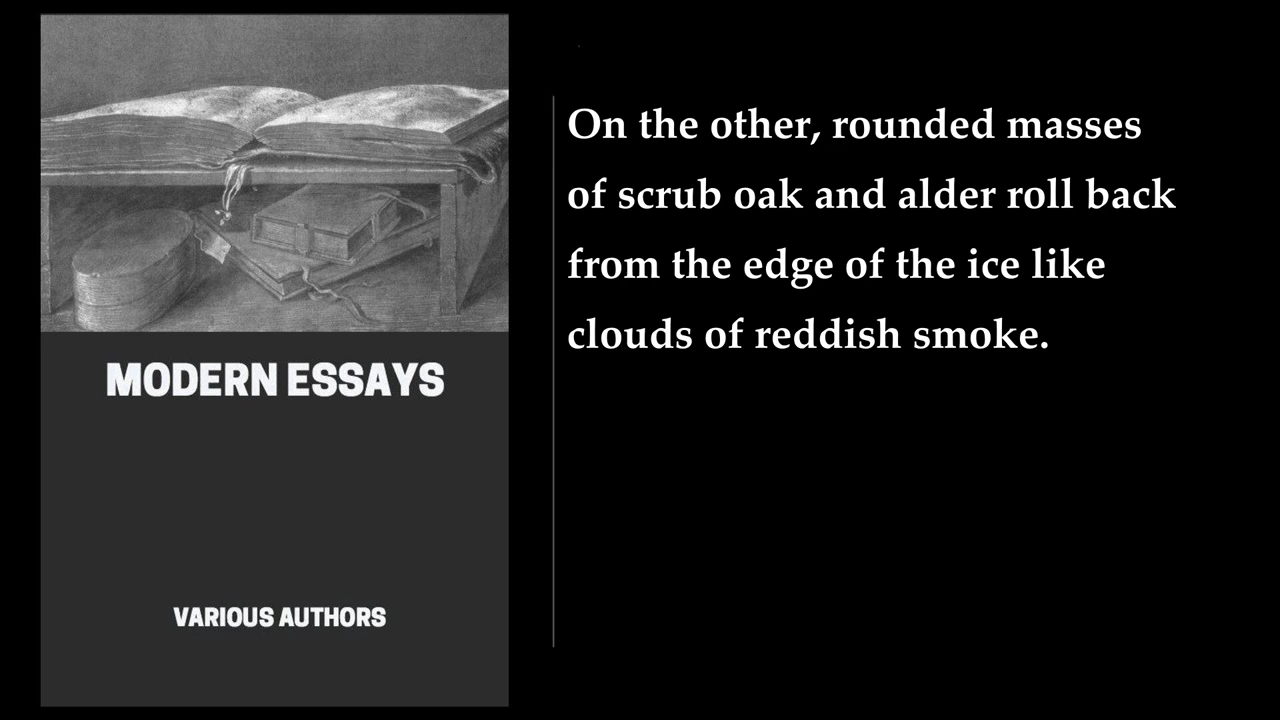 MODERN ESSAYS
VARIOUS AUTHORS
On the other, rounded masses
of scrub oak and alder roll back
from the edge of the ice like
clouds of reddish smoke.